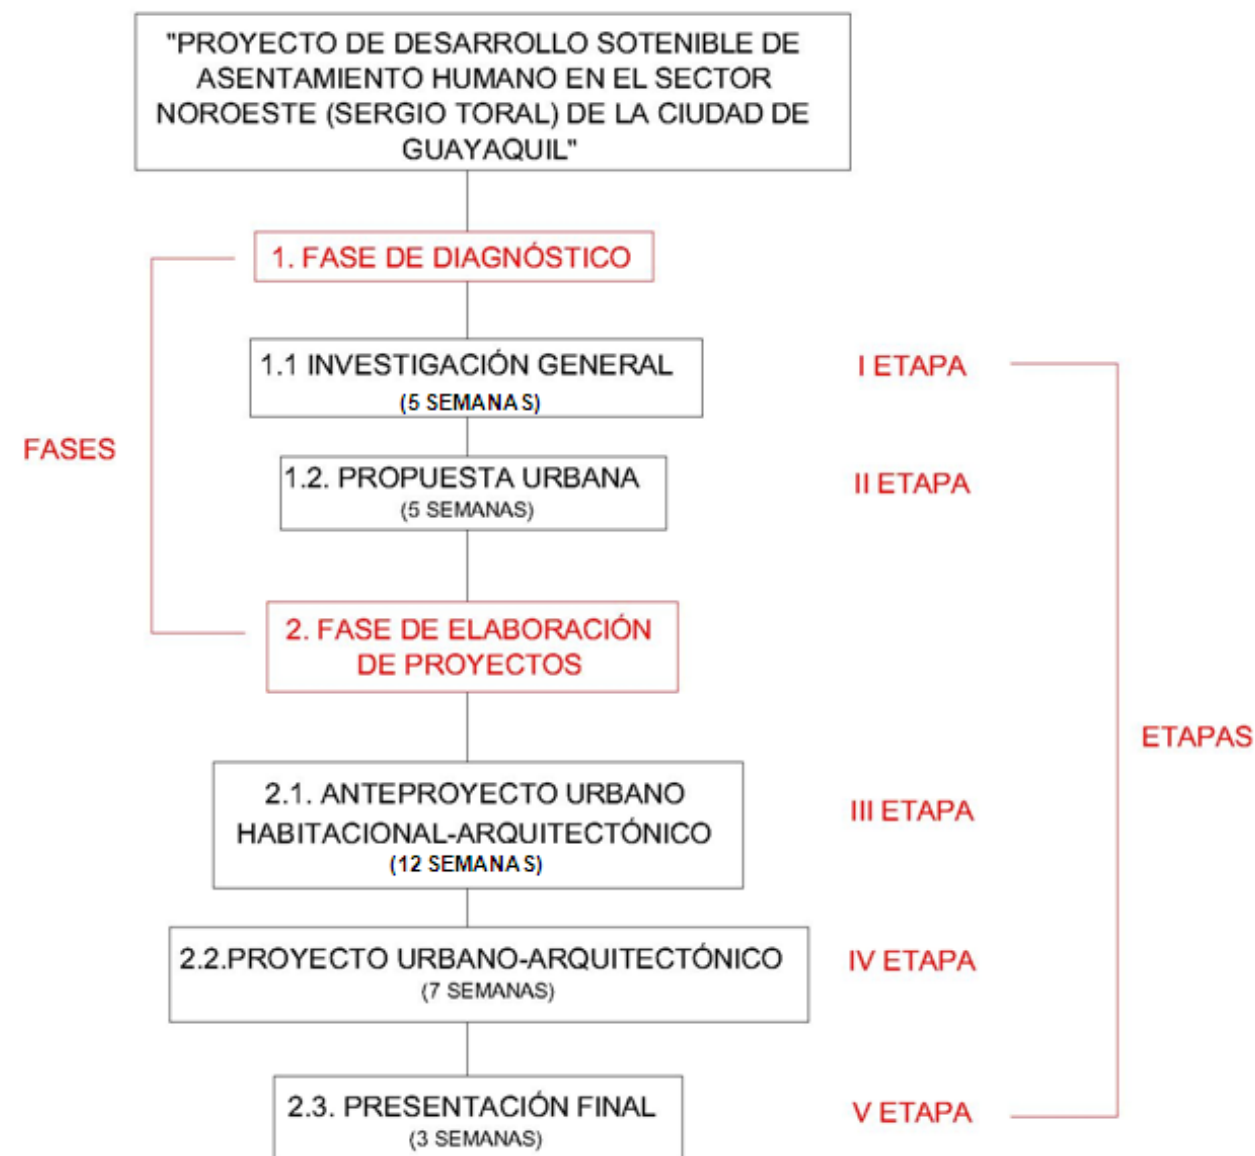 "PROYECTO DE DESARROLLO SOTENIBLE DE
ASENTAMIENTO HUMANO EN EL SECTOR
NOROESTE (SERGIO TORAL) DE LA CIUDAD DE
GUAYAQUIL"
1. FASE DE DIAGNÓSTICO
1.1 INVESTIGACIÓN GENERAL
(5 SEMANAS)
I ETAPA
FASES
1.2. PROPUESTA URBANA
(5 SEMANAS)
II ETAPA
2. FASE DE ELABORACIÓN
DE PROYECTOS
ETAPAS
2.1. ANTEPROYECTO URBANO
HABITACIONAL-ARQUITECTÓNICO
(12 SEMANAS)
III ETAPA
2.2.PROYECTO URBANO-ARQUITECTÓNICO
(7 SEMANAS)
IV ETAPA
2.3. PRESENTACIÓN FINAL
(3 SEMANAS)
V ETAPA